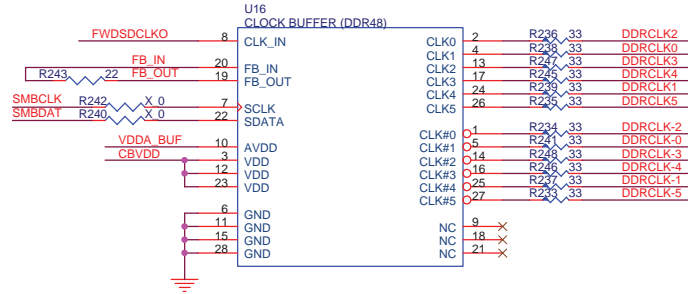 U16
CLOCK BUFFER (DDR48)
FWDSDCLKO 8 CLK_IN CLK0 2 R236 33 DDRCLK2
CLK1 4 R238 33 DDRCLK0
FB_IN 20 FB_IN CLK2 13 R247 33 DDRCLK3
R243 22 FB_OUT 19 FB_OUT CLK3 17 R245 33 DDRCLK4
CLK4 24 R239 33 DDRCLK1
SMBCLK R242 X_0 7 SCLK CLK5 26 R235 33 DDRCLK5
SMBDAT R240 X_0 22 SDATA
CLK#0 1 R234 33 DDRCLK-2
VDDA_BUF 10 AVDD CLK#1 5 R241 33 DDRCLK-0
CBVDD 3 VDD CLK#2 14 R248 33 DDRCLK-3
12 VDD CLK#3 16 R246 33 DDRCLK-4
23 VDD CLK#4 25 R237 33 DDRCLK-1
CLK#5 27 R233 33 DDRCLK-5
6 GND
11 GND NC 9
15 GND NC 18
28 GND NC 21